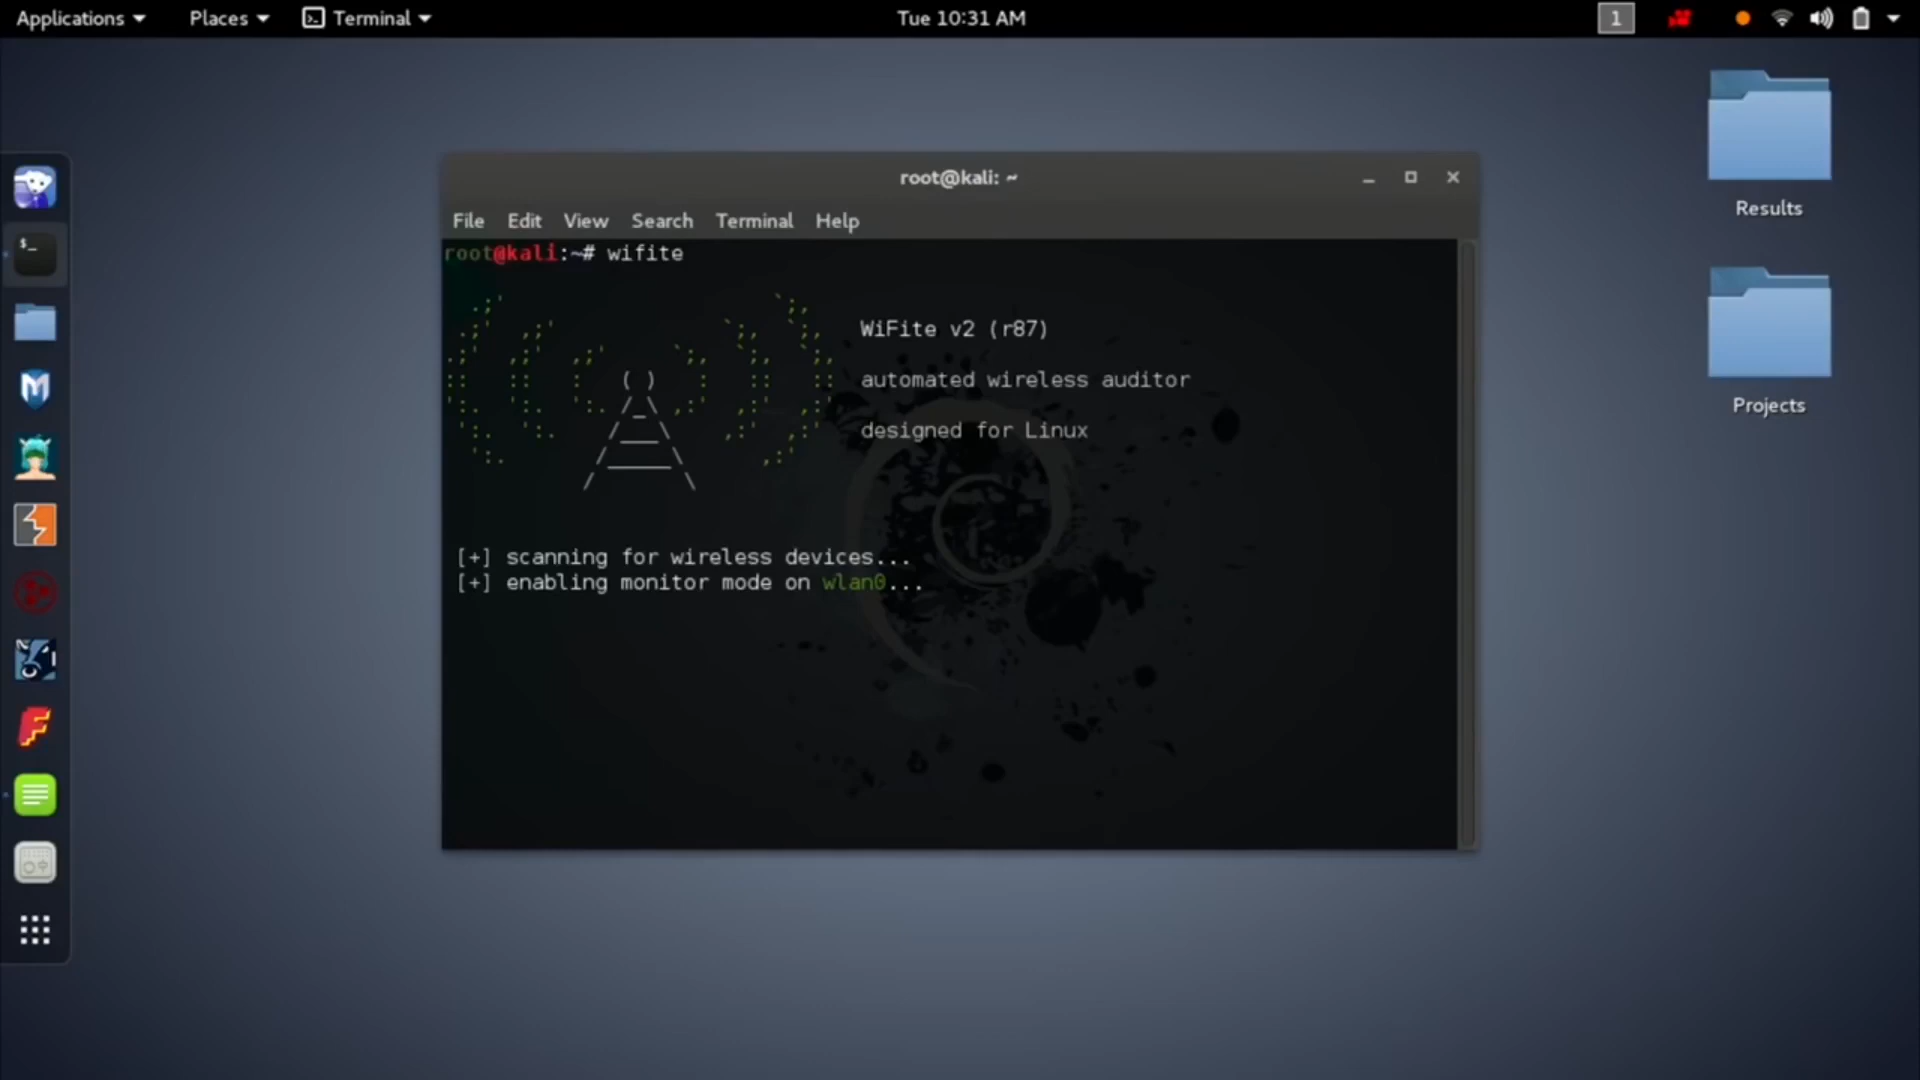 Applications Places Terminal Tue 10:31 AM 1
Results
Projects
root@kali: ~
File Edit View Search Terminal Help
root@kali:~# wifite
WiFite v2 (r87)
automated wireless auditor
designed for Linux
[+] scanning for wireless devices...
[+] enabling monitor mode on wlan0...